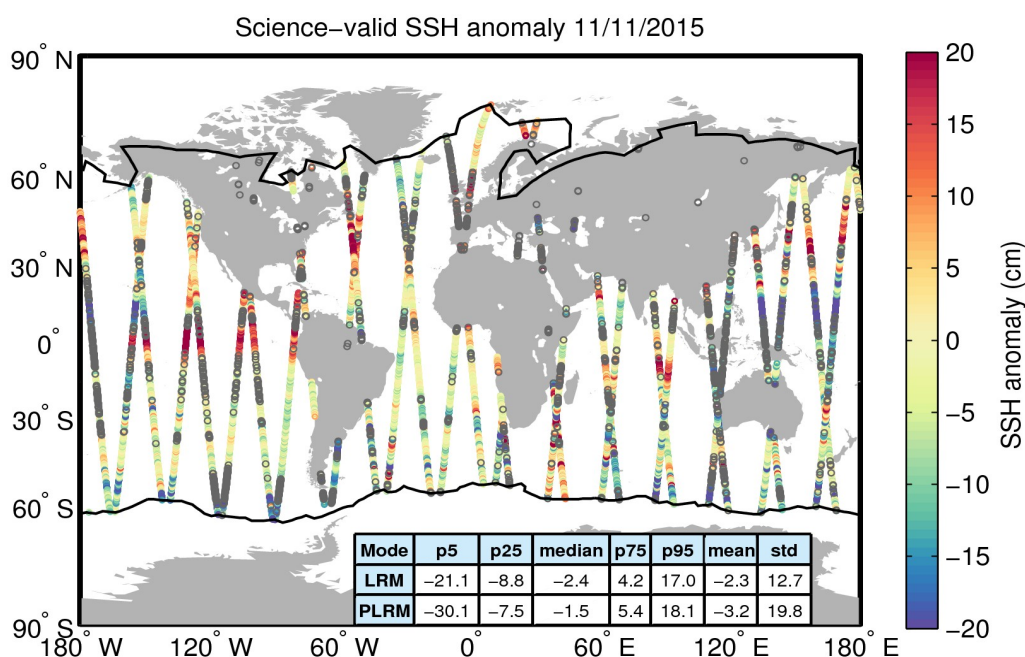 Science−valid SSH anomaly 11/11/2015
90° N
60° N
30° N
0°
30° S
60° S
90° S
180° W
120° W
60° W
0°
60° E
120° E
180° E
Mode p5 p25 median p75 p95 mean std
LRM −21.1 −8.8 −2.4 4.2 17.0 −2.3 12.7
PLRM −30.1 −7.5 −1.5 5.4 18.1 −3.2 19.8
20
15
10
5
0
−5
−10
−15
−20
SSH anomaly (cm)